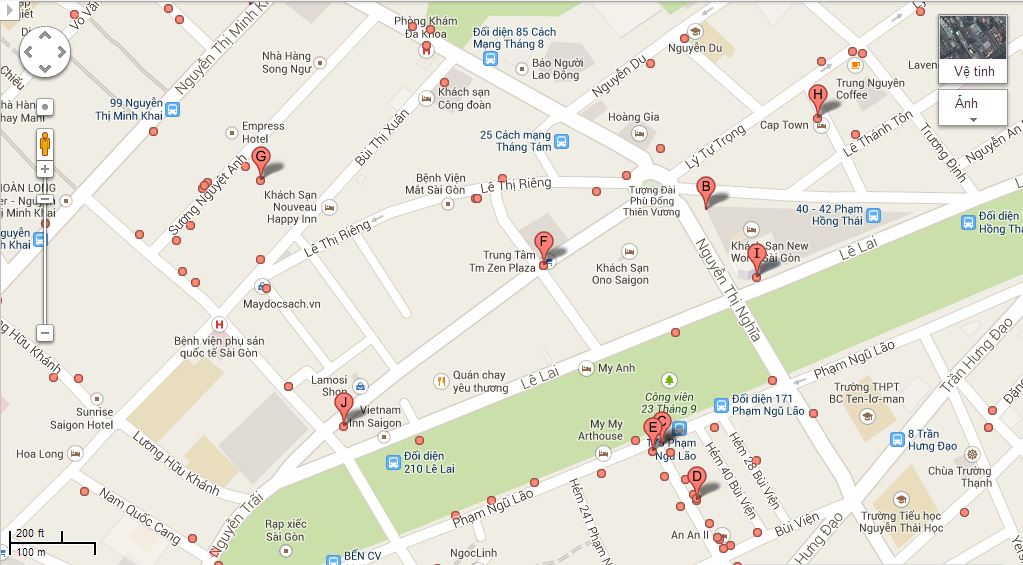 Võ Văn
Nguyễn Thị Minh Khai
Phòng Khám
Đa Khoa
Đối diện 85 Cách
Mạng Tháng 8
Nguyễn Du
Vệ tinh
Ảnh
Nhà Hàng
Song Ngư
Báo Người
Lao Động
Nguyễn Du
Trung Nguyên
Coffee
Laven
99 Nguyễn
Thị Minh Khai
Khách sạn
Công đoàn
H
Hoàng Gia
Cap Town
Empress
Hotel
Bùi Thị Xuân
25 Cách mạng
Tháng Tám
Lý Tự Trọng
Lê Thánh Tôn
Trương Định
Nguyễn An
G
Sương Nguyệt Anh
Bệnh Viện
Mắt Sài Gòn
Lê Thị Riêng
Tượng Đài
Phù Đổng
Thiên Vương
B
40 - 42 Phạm
Hồng Thái
Đối diện
Hồng Thá
Khách Sạn
Nouveau
Happy Inn
Lê Thị Riêng
F
Trung Tâm
Tm Zen Plaza
Khách Sạn
Ono Saigon
Khách Sạn New
World Sài Gòn
I
Lê Lai
Nguyễn Thị Nghĩa
Maydocsach.vn
Bệnh viện phụ sản
quốc tế Sài Gòn
Trần Hưng Đạo
Phạm Ngũ Lão
Lamosi
Shop
Quán chay
yêu thương
Lê Lai
My Anh
Công viên
23 Tháng 9
Trường THPT
BC Ten-lơ-man
J
Vietnam
Inn Saigon
Đối diện 171
Phạm Ngũ Lão
Sunrise
Saigon Hotel
My My
Arthouse
E
C
Phạm
Ngũ Lão
8 Trần
Hưng Đạo
Hoa Long
Lương Hữu Khánh
Đối diện
210 Lê Lai
D
Hẻm 40 Bùi Viện
Hẻm 28 Bùi Viện
Chùa Trường
Thạnh
Nam Quốc Cang
Nguyễn Trãi
Phạm Ngũ Lão
Hẻm 241 Phạm
Trường Tiểu học
Nguyễn Thái Học
Rạp xiếc
Sài Gòn
An An II
Bùi Viện
Hưng Đạo
200 ft
100 m
BẾN CV
NgocLinh